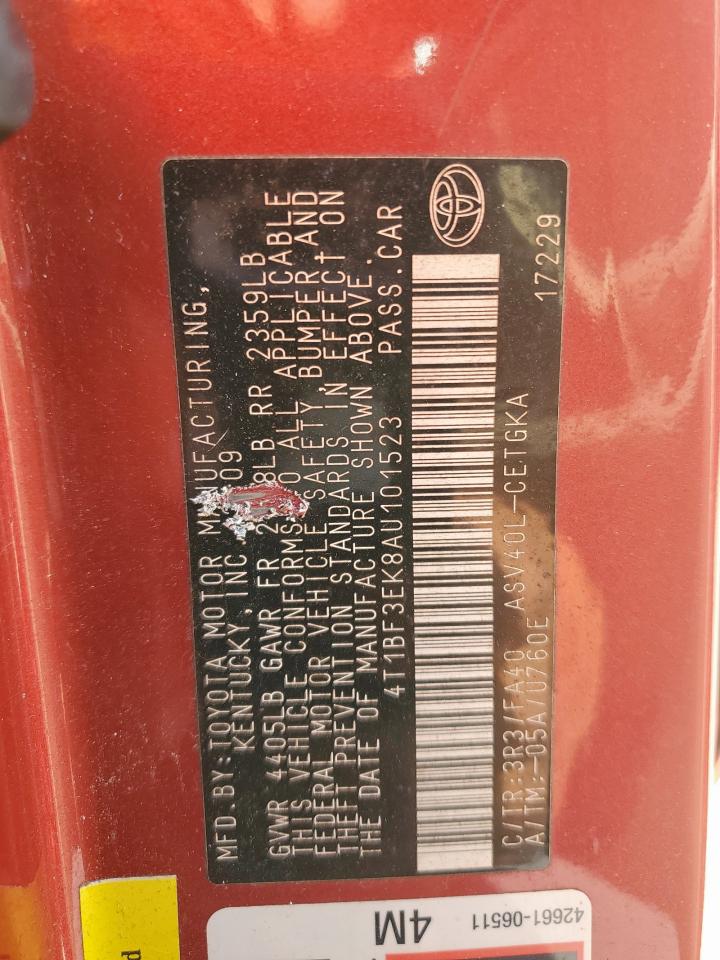 MFD.BY:TOYOTA MOTOR MANUFACTURING,
KENTUCKY, INC. 09
GVWR 4405LB GAWR FR RR 2359LB
THIS VEHICLE CONFORMS TO ALL APPLICABLE
FEDERAL MOTOR VEHICLE SAFETY, BUMPER AND
THEFT PREVENTION STANDARDS IN EFFECT ON
THE DATE OF MANUFACTURE SHOWN ABOVE.
4T1BF3EK8AU101523 PASS.CAR
C/TR:3R3/FA40 ASV40L-CETGKA
A/TM:-05A/U760E 17229
42661-06511
4M